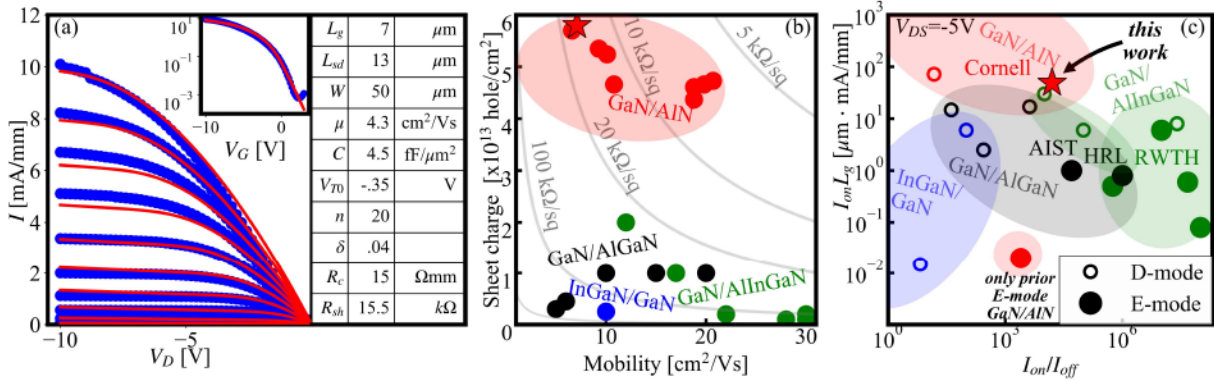 (a)
I [mA/mm]
12
10
8
6
4
2
0
-10
-5
V_D [V]
10^1
10^-1
10^-3
-10
0
V_G [V]
L_g 7 μm
L_sd 13 μm
W 50 μm
μ 4.3 cm²/Vs
C 4.5 fF/μm²
V_T0 -.35 V
n 20
δ .04
R_c 15 Ωmm
R_sh 15.5 kΩ
(b)
Sheet charge [x10^13 hole/cm2]
6
5
4
3
2
1
0
10
20
30
Mobility [cm²/Vs]
5 kΩ/sq
10 kΩ/sq
20 kΩ/sq
100 kΩ/sq
GaN/AlN
GaN/AlGaN
InGaN/GaN
GaN/AlInGaN
(c)
V_DS=-5V
this
work
GaN/AlN
Cornell
GaN/
AlInGaN
AIST
HRL
RWTH
GaN/AlGaN
InGaN/
GaN
only prior
E-mode
GaN/AlN
D-mode
E-mode
I_on L_g [μm · mA/mm]
10^2
10^1
10^0
10^-1
10^-2
10^0
10^3
10^6
I_on/I_off